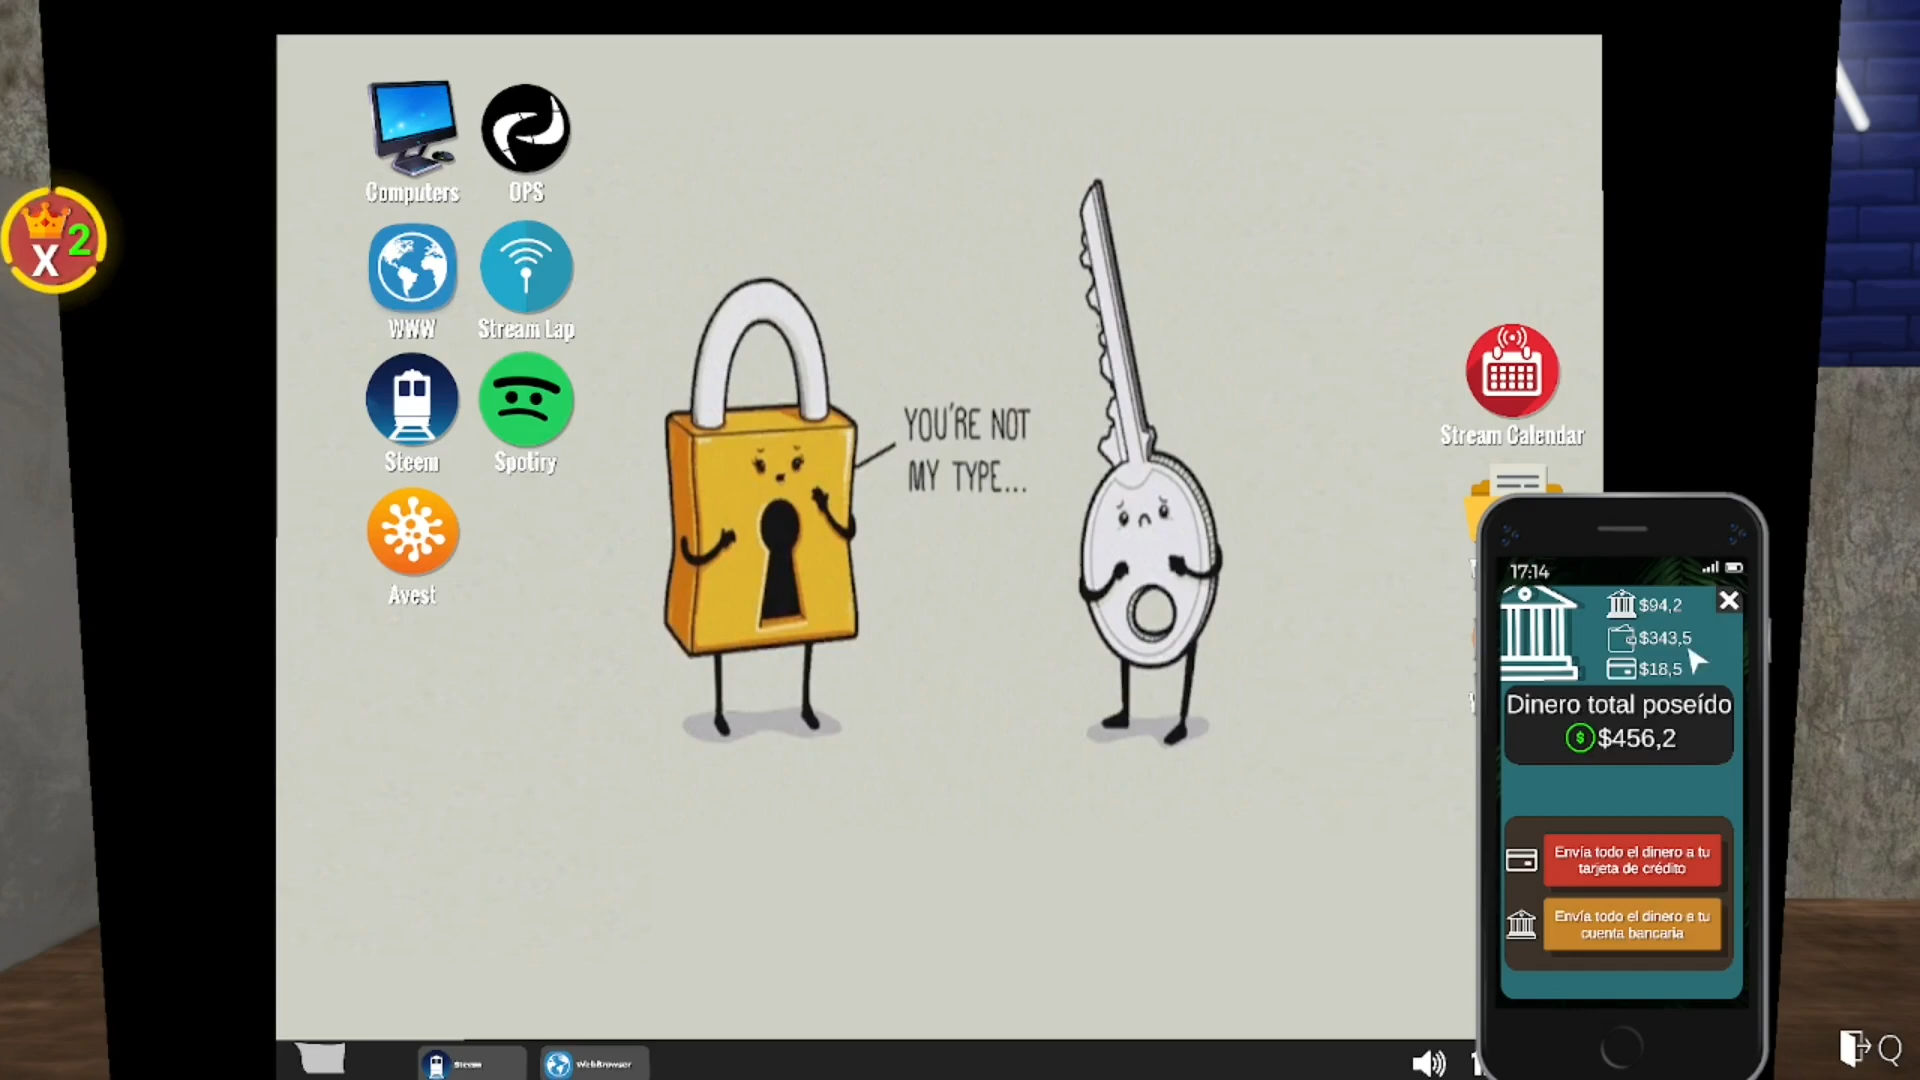 Computers
OPS
WWW
Stream Lap
Steem
Spotiry
Avest
X2
YOU'RE NOT
MY TYPE...
Stream Calendar
17:14
$94,2
$343,5
$18,5
Dinero total poseído
$456,2
Envía todo el dinero a tu
tarjeta de crédito
Envía todo el dinero a tu
cuenta bancaria
Steem
WebBrowser
Q